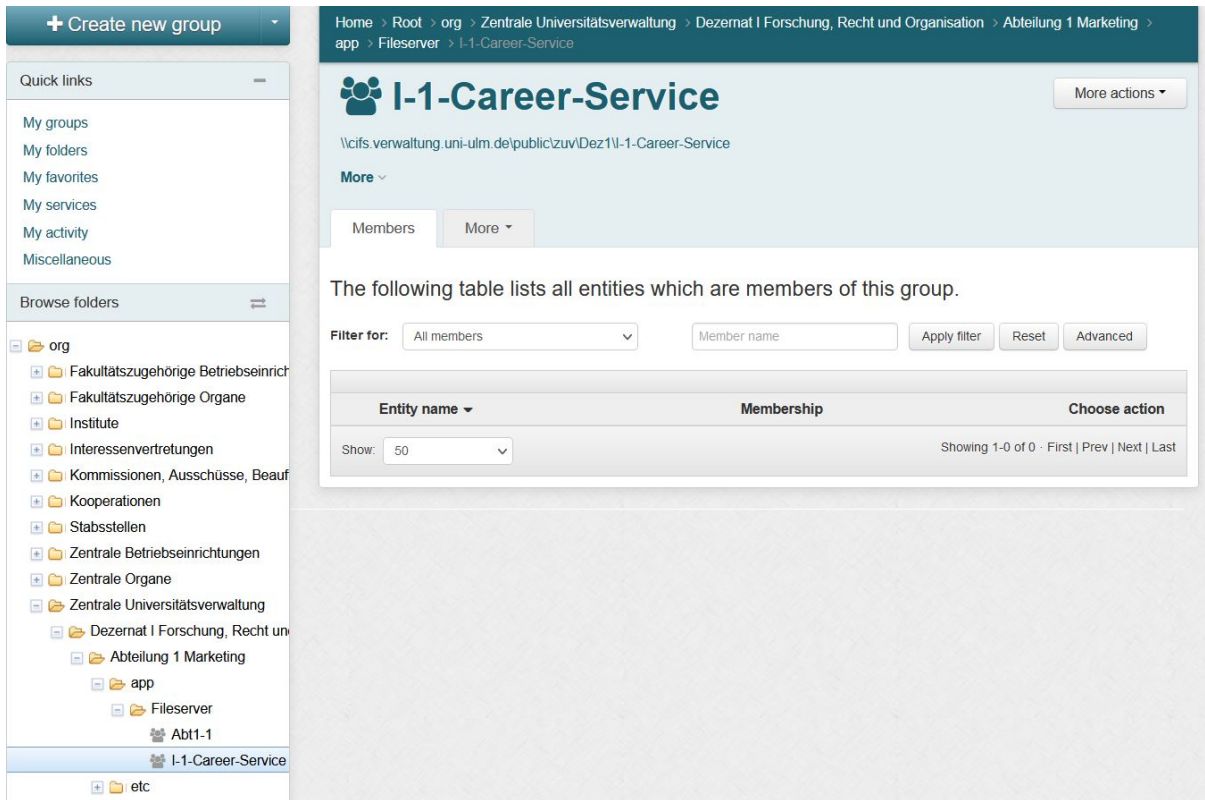 Create new group
Quick links
My groups
My folders
My favorites
My services
My activity
Miscellaneous
Browse folders
org
Fakultätszugehörige Betriebseinrich
Fakultätszugehörige Organe
Institute
Interessenvertretungen
Kommissionen, Ausschüsse, Beauf
Kooperationen
Stabsstellen
Zentrale Betriebseinrichtungen
Zentrale Organe
Zentrale Universitätsverwaltung
Dezernat I Forschung, Recht un
Abteilung 1 Marketing
app
Fileserver
Abt1-1
I-1-Career-Service
etc
Home > Root > org > Zentrale Universitätsverwaltung > Dezernat I Forschung, Recht und Organisation > Abteilung 1 Marketing >
app > Fileserver > I-1-Career-Service
I-1-Career-Service
More actions
\\cifs.verwaltung.uni-ulm.de\public\zuv\Dez1\I-1-Career-Service
More
Members More
The following table lists all entities which are members of this group.
Filter for: All members Member name Apply filter Reset Advanced
Entity name Membership Choose action
Show: 50 Showing 1-0 of 0 · First | Prev | Next | Last